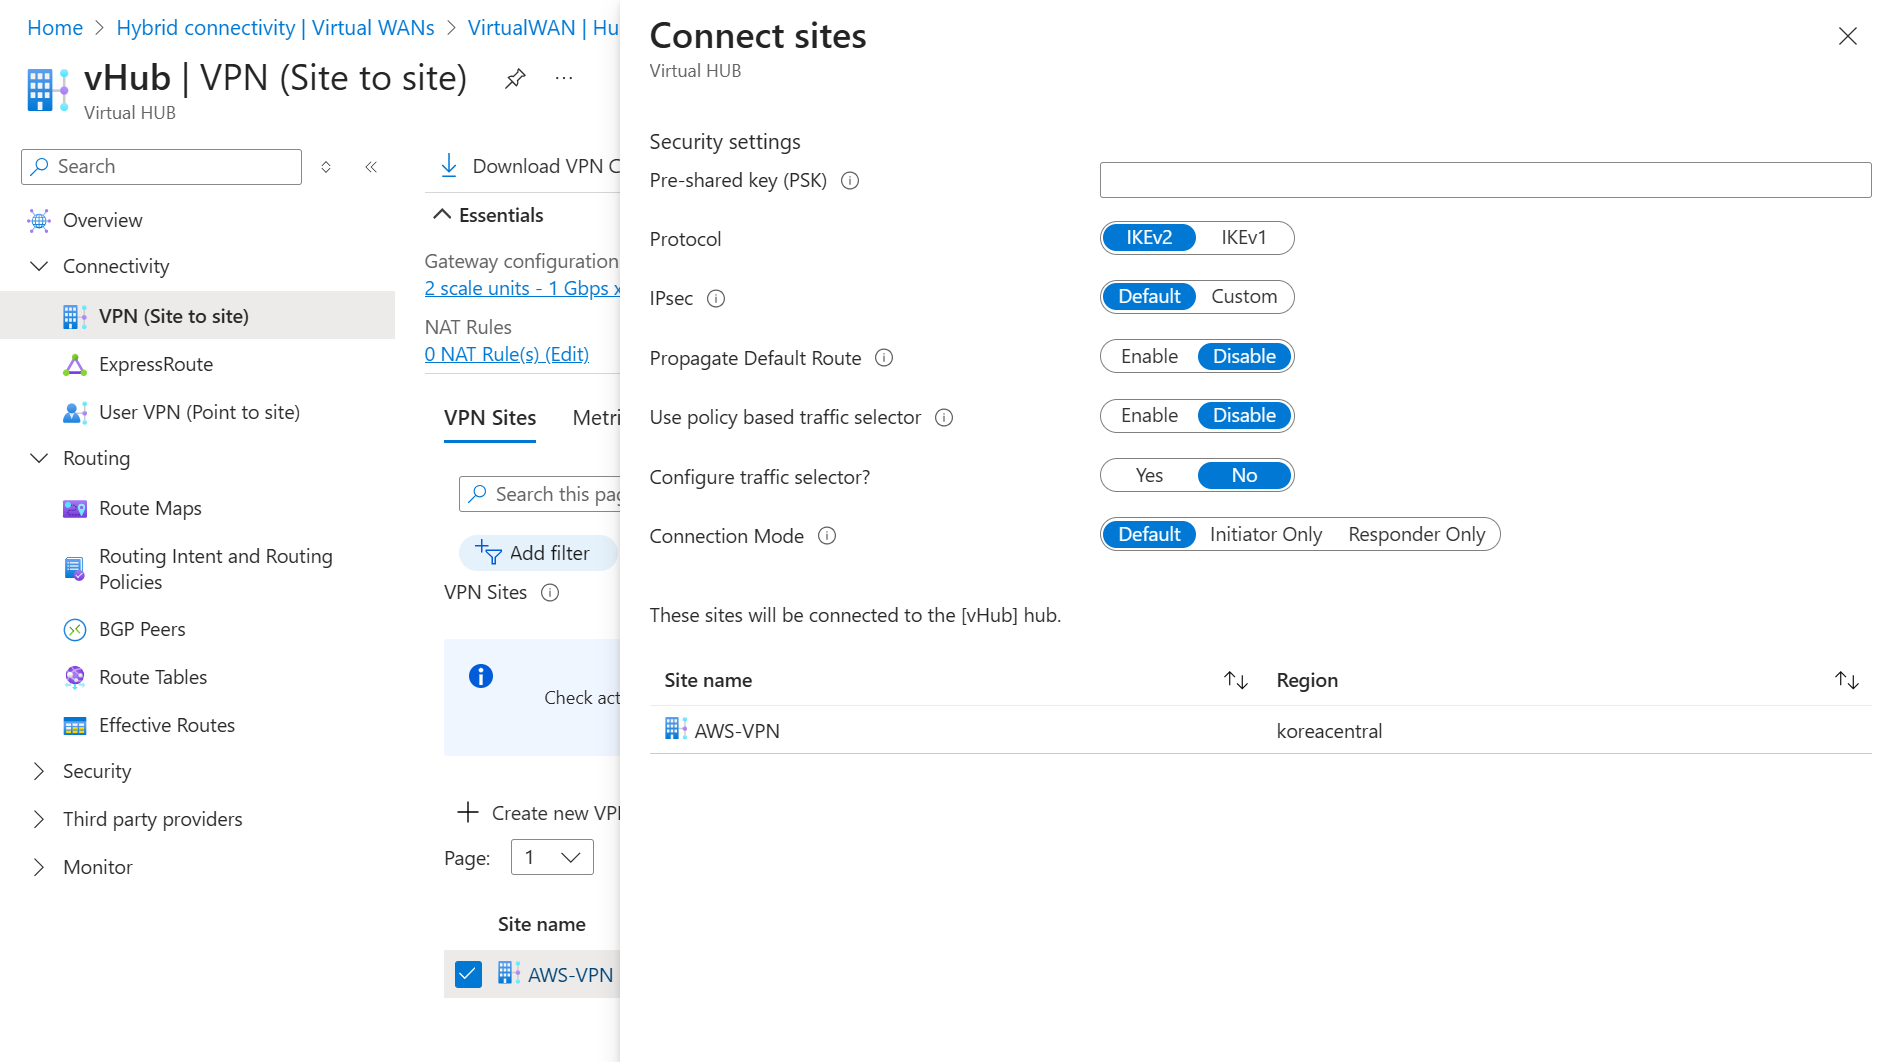 Home > Hybrid connectivity | Virtual WANs > VirtualWAN | Hu
vHub | VPN (Site to site)
Virtual HUB
Search
Overview
Connectivity
VPN (Site to site)
ExpressRoute
User VPN (Point to site)
Routing
Route Maps
Routing Intent and Routing
Policies
BGP Peers
Route Tables
Effective Routes
Security
Third party providers
Monitor
Download VPN C
Essentials
Gateway configuration
2 scale units - 1 Gbps x
NAT Rules
0 NAT Rule(s) (Edit)
VPN Sites Metri
Search this pag
Add filter
VPN Sites
Check act
Create new VPN
Page: 1
Site name
AWS-VPN
Connect sites
Virtual HUB
Security settings
Pre-shared key (PSK)
Protocol IKEv2 IKEv1
IPsec Default Custom
Propagate Default Route Enable Disable
Use policy based traffic selector Enable Disable
Configure traffic selector? Yes No
Connection Mode Default Initiator Only Responder Only
These sites will be connected to the [vHub] hub.
Site name Region
AWS-VPN koreacentral